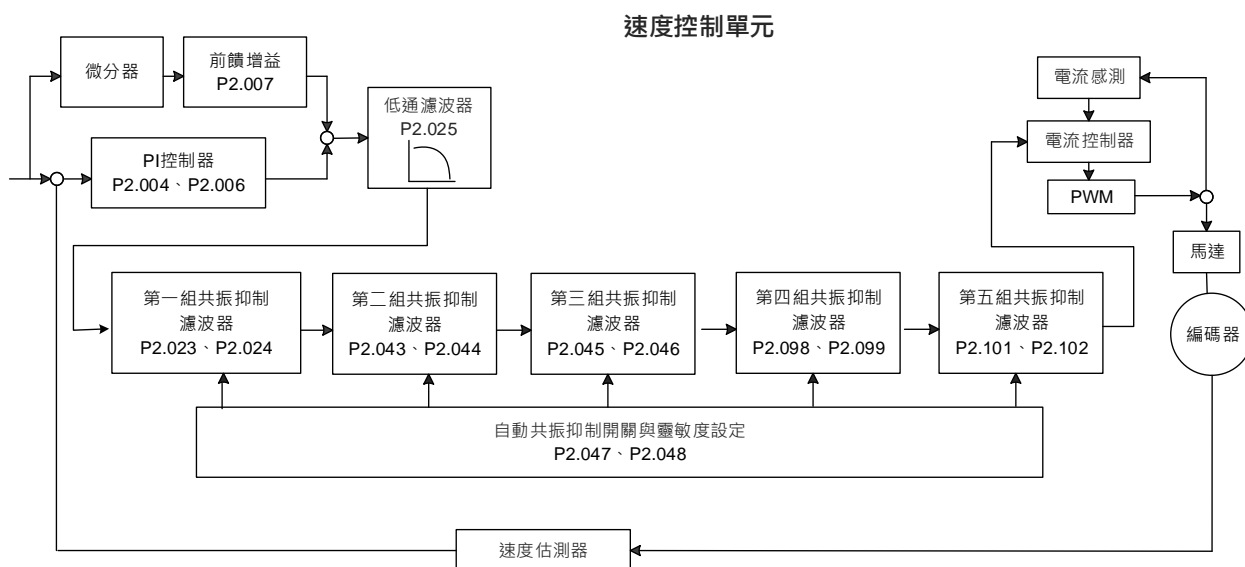 速度控制單元
微分器
前饋增益
P2.007
低通濾波器
P2.025
PI控制器
P2.004、P2.006
電流感測
電流控制器
PWM
馬達
編碼器
第一組共振抑制
濾波器
P2.023、P2.024
第二組共振抑制
濾波器
P2.043、P2.044
第三組共振抑制
濾波器
P2.045、P2.046
第四組共振抑制
濾波器
P2.098、P2.099
第五組共振抑制
濾波器
P2.101、P2.102
自動共振抑制開關與靈敏度設定
P2.047、P2.048
速度估測器